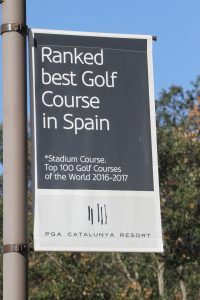 Ranked
best Golf
Course
in Spain
*Stadium Course.
Top 100 Golf Courses
of the World 2016-2017
PGA CATALUNYA RESORT